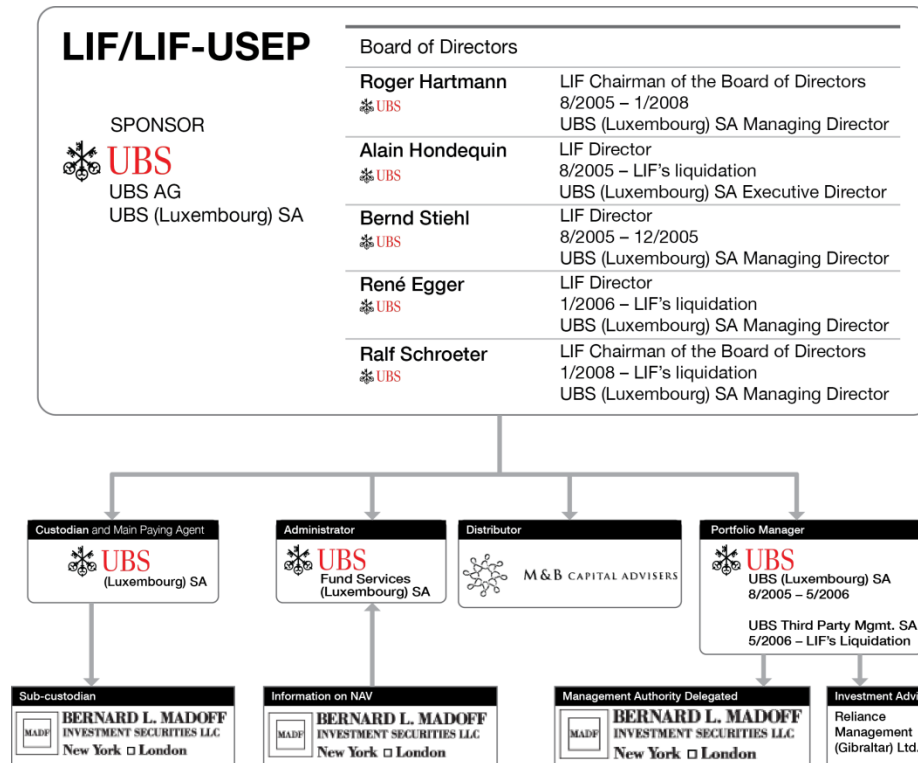 LIF/LIF-USEP
SPONSOR
UBS
UBS AG
UBS (Luxembourg) SA
Board of Directors
Roger Hartmann
UBS
LIF Chairman of the Board of Directors
8/2005 – 1/2008
UBS (Luxembourg) SA Managing Director
Alain Hondequin
UBS
LIF Director
8/2005 – LIF's liquidation
UBS (Luxembourg) SA Executive Director
Bernd Stiehl
UBS
LIF Director
8/2005 – 12/2005
UBS (Luxembourg) SA Managing Director
René Egger
UBS
LIF Director
1/2006 – LIF's liquidation
UBS (Luxembourg) SA Managing Director
Ralf Schroeter
UBS
LIF Chairman of the Board of Directors
1/2008 – LIF's liquidation
UBS (Luxembourg) SA Managing Director
Custodian and Main Paying Agent
UBS
(Luxembourg) SA
Administrator
UBS
Fund Services
(Luxembourg) SA
Distributor
M&B CAPITAL ADVISERS
Portfolio Manager
UBS
UBS (Luxembourg) SA
8/2005 – 5/2006
UBS Third Party Mgmt. SA
5/2006 – LIF's Liquidation
Sub-custodian
MADF
BERNARD L. MADOFF
INVESTMENT SECURITIES LLC
New York □ London
Information on NAV
MADF
BERNARD L. MADOFF
INVESTMENT SECURITIES LLC
New York □ London
Management Authority Delegated
MADF
BERNARD L. MADOFF
INVESTMENT SECURITIES LLC
New York □ London
Investment Advi
Reliance
Management
(Gibraltar) Ltd.